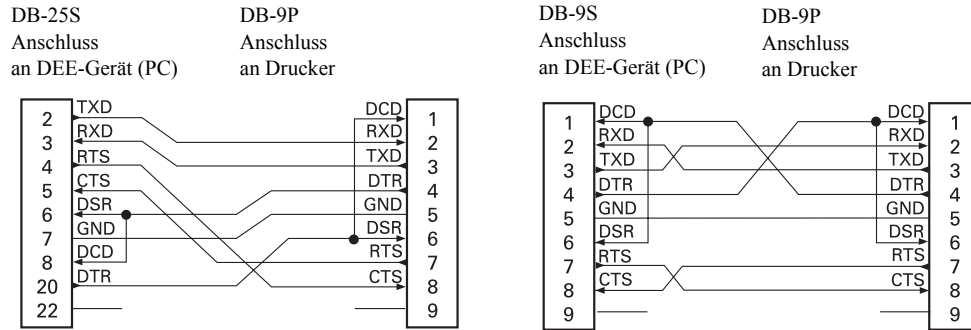 DB-25S
Anschluss
an DEE-Gerät (PC)
DB-9P
Anschluss
an Drucker
2 TXD
3 RXD
4 RTS
5 CTS
6 DSR
7 GND
8 DCD
20 DTR
22
DCD 1
RXD 2
TXD 3
DTR 4
GND 5
DSR 6
RTS 7
CTS 8
9
DB-9S
Anschluss
an DEE-Gerät (PC)
DB-9P
Anschluss
an Drucker
1 DCD
2 RXD
3 TXD
4 DTR
5 GND
6 DSR
7 RTS
8 CTS
9
DCD 1
RXD 2
TXD 3
DTR 4
GND 5
DSR 6
RTS 7
CTS 8
9